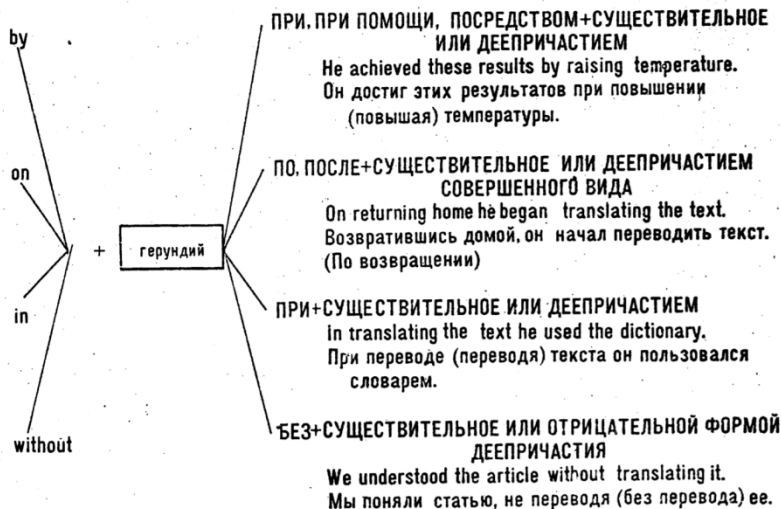 by
on
in
without
+
герундий
ПРИ, ПРИ ПОМОЩИ, ПОСРЕДСТВОМ+СУЩЕСТВИТЕЛЬНОЕ
ИЛИ ДЕЕПРИЧАСТИЕМ
He achieved these results by raising temperature.
Он достиг этих результатов при повышении
(повышая) температуры.
ПО, ПОСЛЕ+СУЩЕСТВИТЕЛЬНОЕ ИЛИ ДЕЕПРИЧАСТИЕМ
СОВЕРШЕННОГО ВИДА
On returning home he began translating the text.
Возвратившись домой, он начал переводить текст.
(По возвращении)
ПРИ+СУЩЕСТВИТЕЛЬНОЕ ИЛИ ДЕЕПРИЧАСТИЕМ
in translating the text he used the dictionary.
При переводе (переводя) текста он пользовался
словарем.
БЕЗ+СУЩЕСТВИТЕЛЬНОЕ ИЛИ ОТРИЦАТЕЛЬНОЙ ФОРМОЙ
ДЕЕПРИЧАСТИЯ
We understood the article without translating it.
Мы поняли статью, не переводя (без перевода) ее.